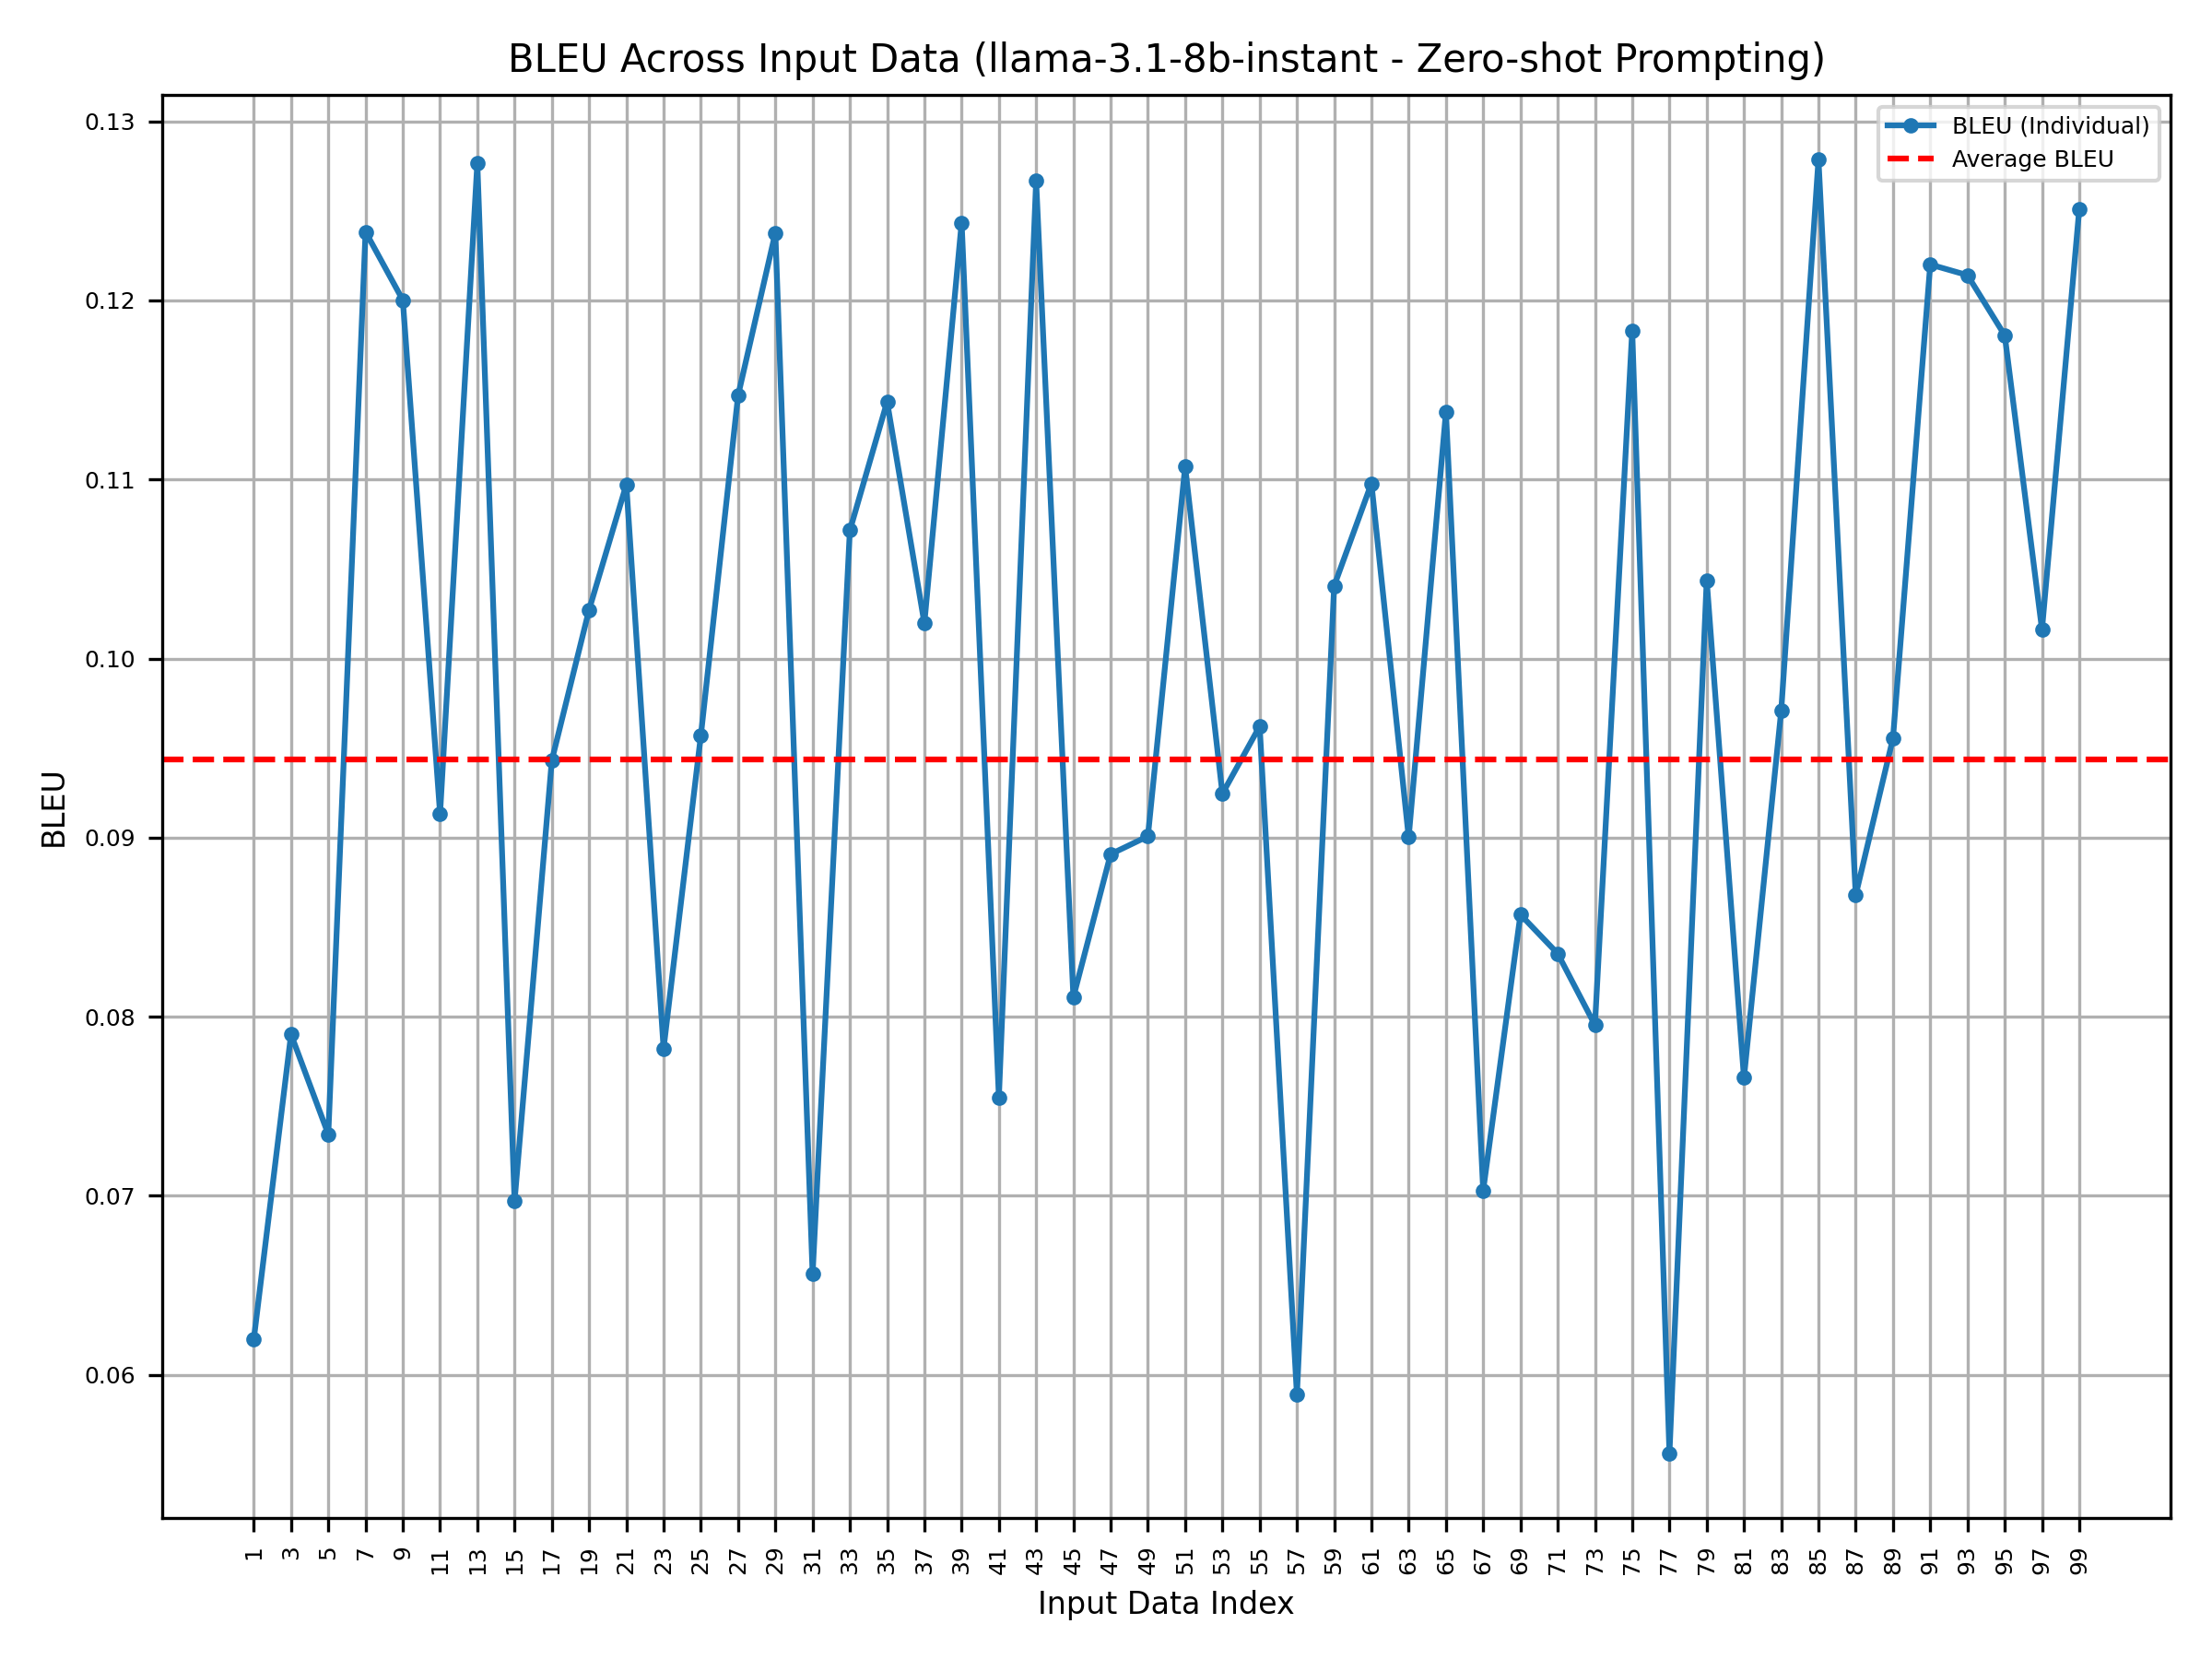 BLEU Across Input Data (llama-3.1-8b-instant - Zero-shot Prompting)
BLEU (Individual)
Average BLEU
0.13
0.12
0.11
0.10
0.09
0.08
0.07
0.06
BLEU
1 3 5 7 9 11 13 15 17 19 21 23 25 27 29 31 33 35 37 39 41 43 45 47 49 51 53 55 57 59 61 63 65 67 69 71 73 75 77 79 81 83 85 87 89 91 93 95 97 99
Input Data Index